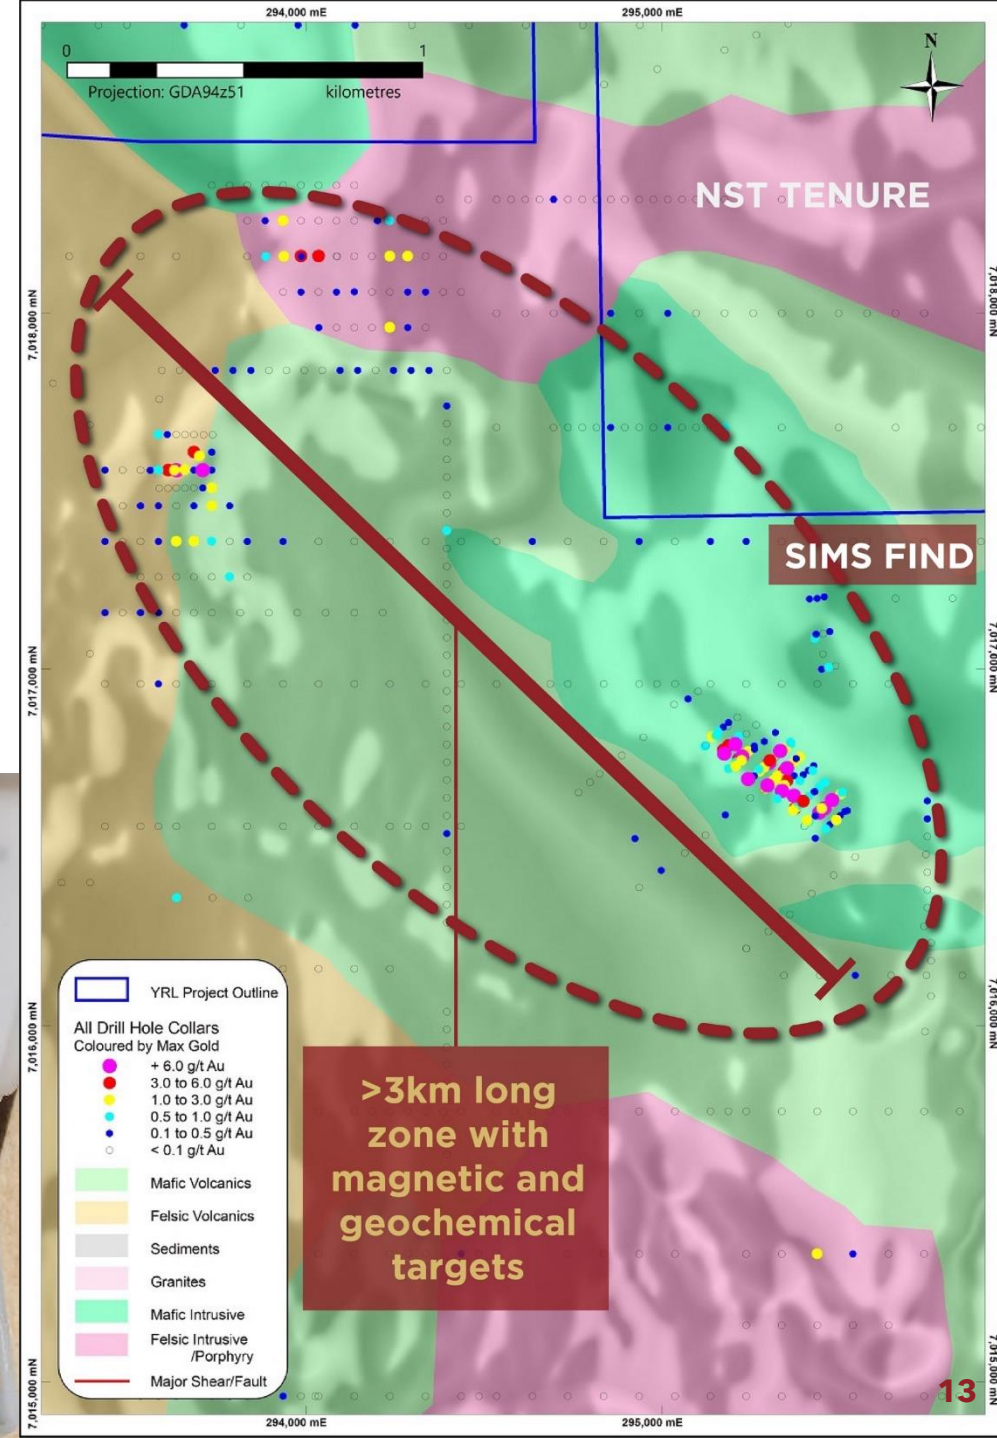 294,000 mE
295,000 mE
0
1
Projection: GDA94z51
kilometres
N
NST TENURE
7,018,000 mN
7,018,000 mN
SIMS FIND
7,017,000 mN
7,017,000 mN
7,016,000 mN
7,016,000 mN
YRL Project Outline
All Drill Hole Collars
Coloured by Max Gold
+ 6.0 g/t Au
3.0 to 6.0 g/t Au
1.0 to 3.0 g/t Au
0.5 to 1.0 g/t Au
0.1 to 0.5 g/t Au
< 0.1 g/t Au
Mafic Volcanics
Felsic Volcanics
Sediments
Granites
Mafic Intrusive
Felsic Intrusive
/Porphyry
Major Shear/Fault
>3km long
zone with
magnetic and
geochemical
targets
7,015,000 mN
7,015,000 mN
13
294,000 mE
295,000 mE